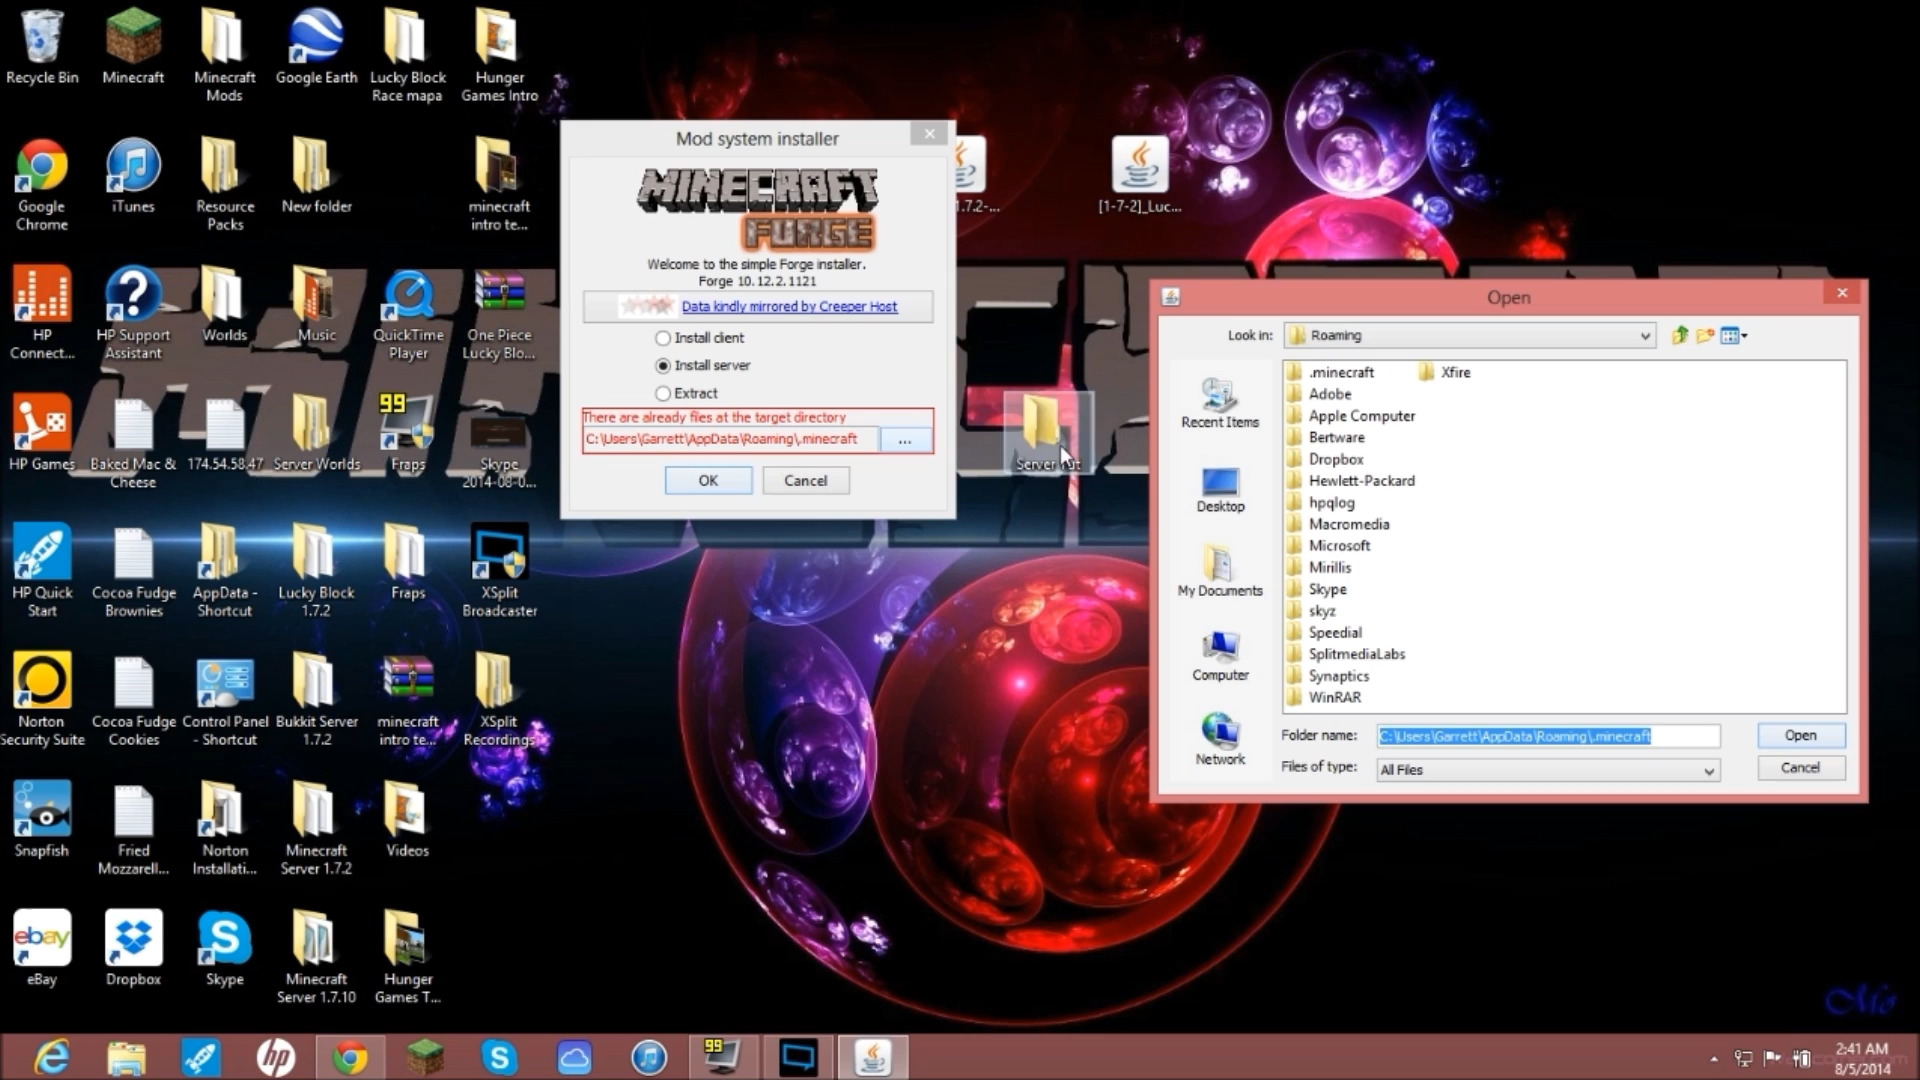 Recycle Bin
Minecraft
Minecraft
Mods
Google Earth
Lucky Block
Race mapa
Hunger
Games Intro
Google
Chrome
iTunes
Resource
Packs
New folder
minecraft
intro te...
HP
Connect...
HP Support
Assistant
Worlds
Music
QuickTime
Player
One Piece
Lucky Blo...
HP Games
Baked Mac &
Cheese
174.54.58.47
Server Worlds
99
Fraps
Skype
2014-08-0...
HP Quick
Start
Cocoa Fudge
Brownies
AppData -
Shortcut
Lucky Block
1.7.2
Fraps
XSplit
Broadcaster
Norton
Security Suite
Cocoa Fudge
Cookies
Control Panel
- Shortcut
Bukkit Server
1.7.2
minecraft
intro te...
XSplit
Recordings
Snapfish
Fried
Mozzarell...
Norton
Installati...
Minecraft
Server 1.7.2
Videos
ebay
eBay
Dropbox
Skype
Minecraft
Server 1.7.10
Hunger
Games T...
Mod system installer
MINECRAFT
FORGE
Welcome to the simple Forge installer.
Forge 10.12.2.1121
Data kindly mirrored by Creeper Host
Install client
Install server
Extract
There are already files at the target directory
C:\Users\Garrett\AppData\Roaming\.minecraft
...
OK
Cancel
1.7.2-...
[1-7-2]_Luc...
Server
Open
Look in:
Roaming
Recent Items
Desktop
My Documents
Computer
Network
.minecraft
Adobe
Apple Computer
Bertware
Dropbox
Hewlett-Packard
hpqlog
Macromedia
Microsoft
Mirillis
Skype
skyz
Speedial
SplitmediaLabs
Synaptics
WinRAR
Xfire
Folder name:
C:\Users\Garrett\AppData\Roaming\.minecraft
Open
Files of type:
All Files
Cancel
Mo
hp
99
2:41 AM
8/5/2014